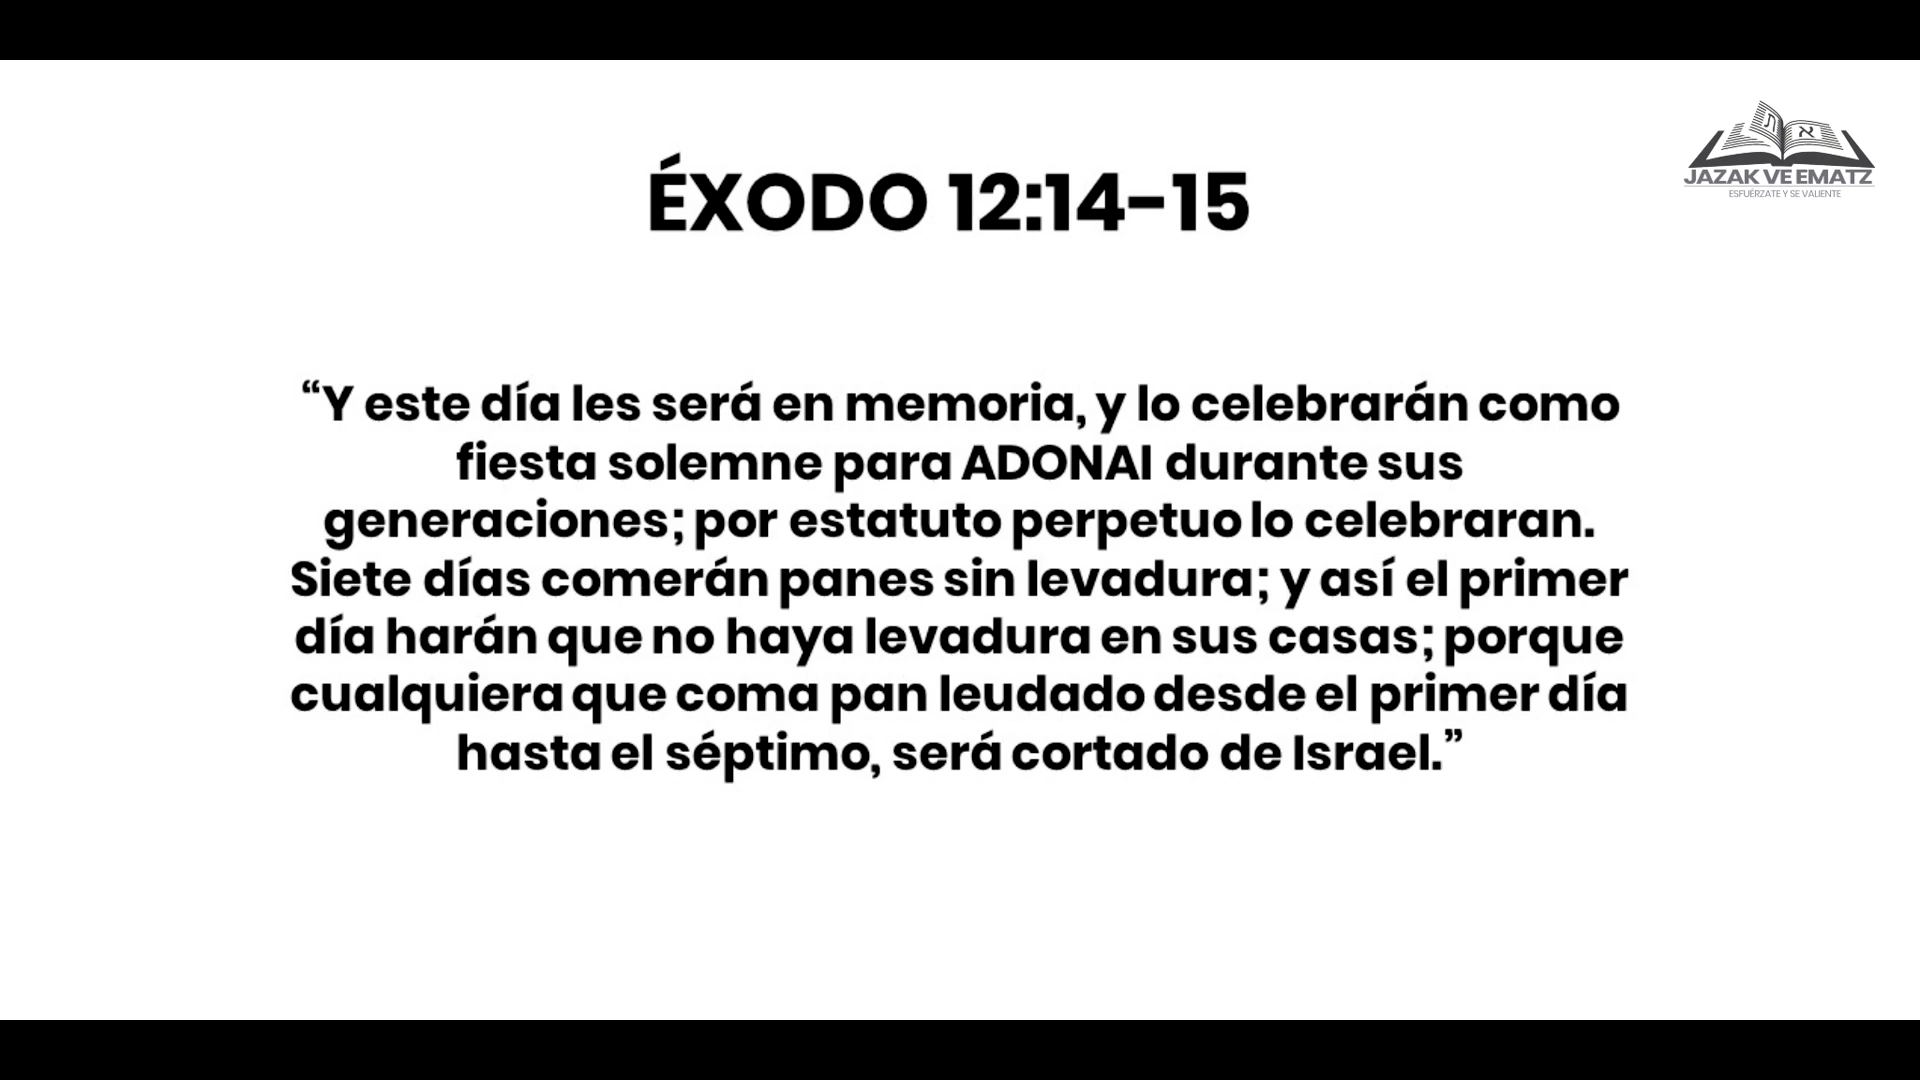 JAZAK VE EMATZ
ESFUÉRZATE Y SE VALIENTE
ÉXODO 12:14-15
“Y este día les será en memoria, y lo celebrarán como
fiesta solemne para ADONAI durante sus
generaciones; por estatuto perpetuo lo celebraran.
Siete días comerán panes sin levadura; y así el primer
día harán que no haya levadura en sus casas; porque
cualquiera que coma pan leudado desde el primer día
hasta el séptimo, será cortado de Israel.”